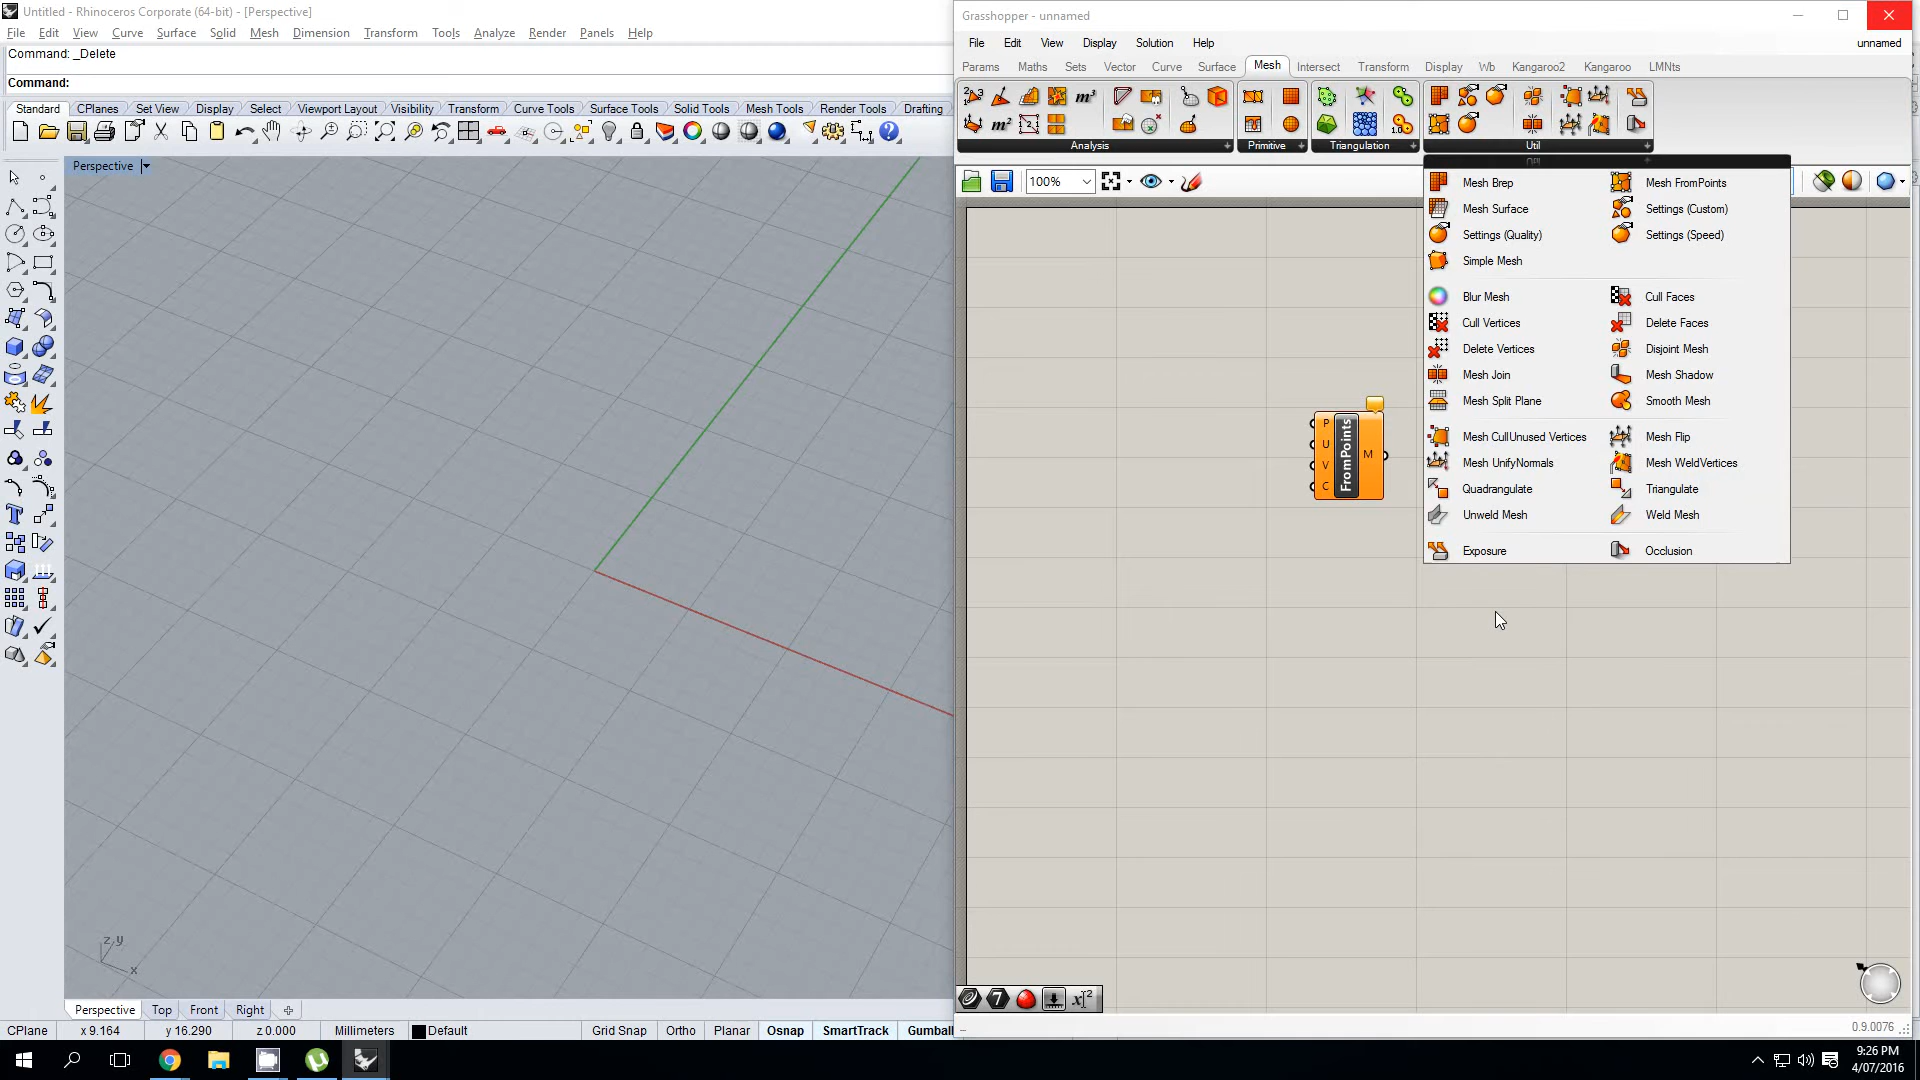 Untitled - Rhinoceros Corporate (64-bit) - [Perspective]
File Edit View Curve Surface Solid Mesh Dimension Transform Tools Analyze Render Panels Help
Command: _Delete
Command:
Standard CPlanes Set View Display Select Viewport Layout Visibility Transform Curve Tools Surface Tools Solid Tools Mesh Tools Render Tools Drafting
Perspective
z y
x
Perspective Top Front Right
CPlane x 9.164 y 16.290 z 0.000 Millimeters Default Grid Snap Ortho Planar Osnap SmartTrack Gumball
Grasshopper - unnamed
File Edit View Display Solution Help unnamed
Params Maths Sets Vector Curve Surface Mesh Intersect Transform Display Wb Kangaroo2 Kangaroo LMNts
Analysis Primitive Triangulation Util
100%
Mesh Brep Mesh FromPoints
Mesh Surface Settings (Custom)
Settings (Quality) Settings (Speed)
Simple Mesh
Blur Mesh Cull Faces
Cull Vertices Delete Faces
Delete Vertices Disjoint Mesh
Mesh Join Mesh Shadow
Mesh Split Plane Smooth Mesh
Mesh CullUnused Vertices Mesh Flip
Mesh UnifyNormals Mesh WeldVertices
Quadrangulate Triangulate
Unweld Mesh Weld Mesh
Exposure Occlusion
P
U
V
C
FromPoints
M
0.9.0076
9:26 PM
4/07/2016